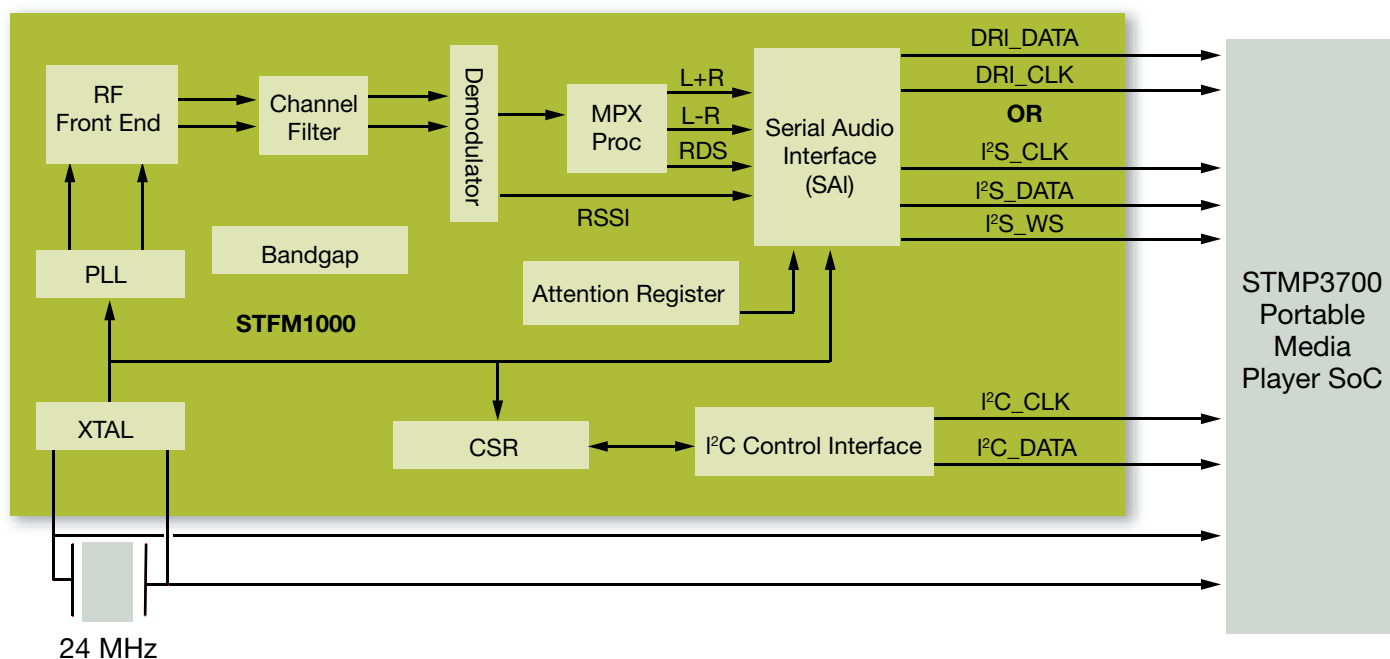 DRI_DATA
RF
Front End
Channel
Filter
Demodulator
MPX
Proc
L+R
L-R
RDS
RSSI
Serial Audio
Interface
(SAI)
DRI_CLK
OR
I²S_CLK
I²S_DATA
I²S_WS
PLL
Bandgap
Attention Register
STFM1000
STMP3700
Portable
Media
Player SoC
XTAL
CSR
I²C Control Interface
I²C_CLK
I²C_DATA
24 MHz